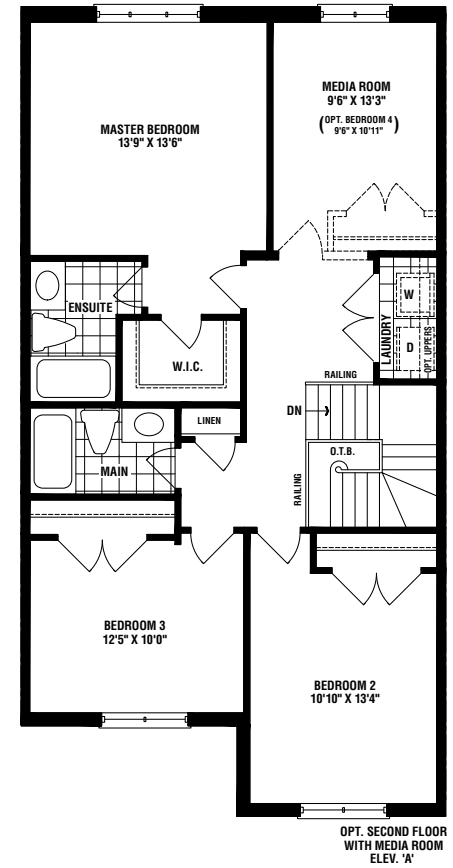 MASTER BEDROOM
13'9" X 13'6"
MEDIA ROOM
9'6" X 13'3"
(OPT. BEDROOM 4
9'6" X 10'11")
ENSUITE
W.I.C.
LAUNDRY
W
D
OPT. UPPERS
RAILING
DN
LINEN
O.T.B.
RAILING
MAIN
BEDROOM 3
12'5" X 10'0"
BEDROOM 2
10'10" X 13'4"
OPT. SECOND FLOOR
WITH MEDIA ROOM
ELEV. 'A'